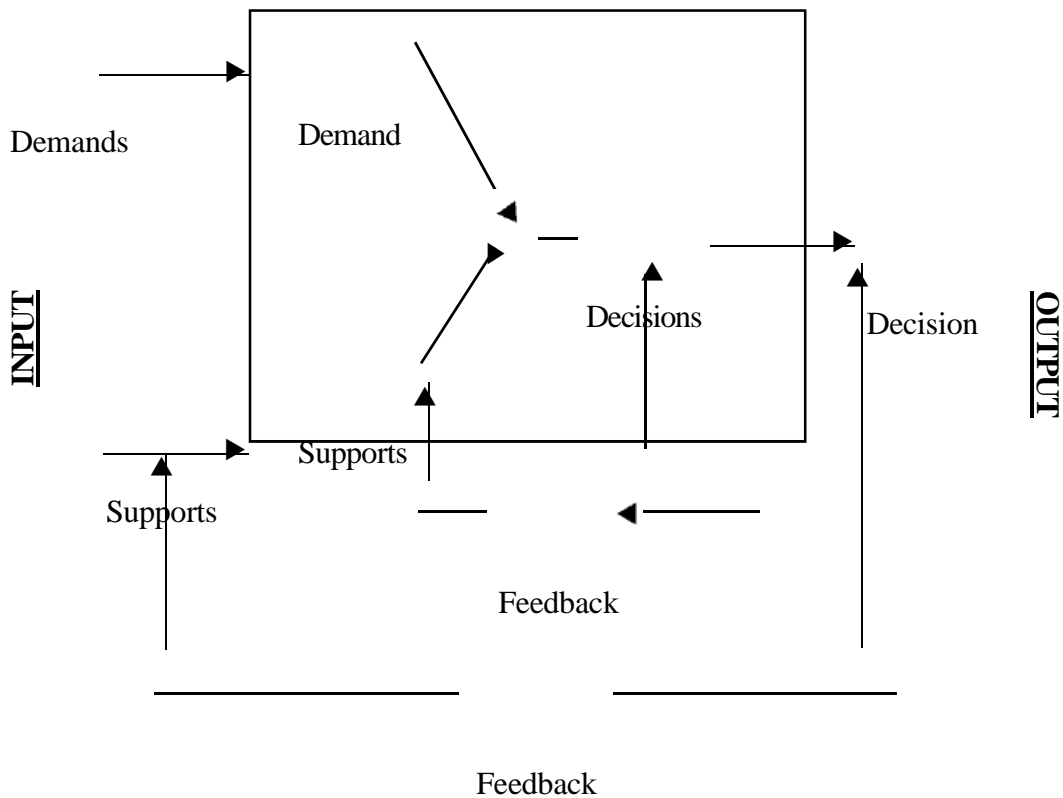 Demands
Demand
INPUT
Decisions
Decision
OUTPUT
Supports
Supports
Feedback
Feedback